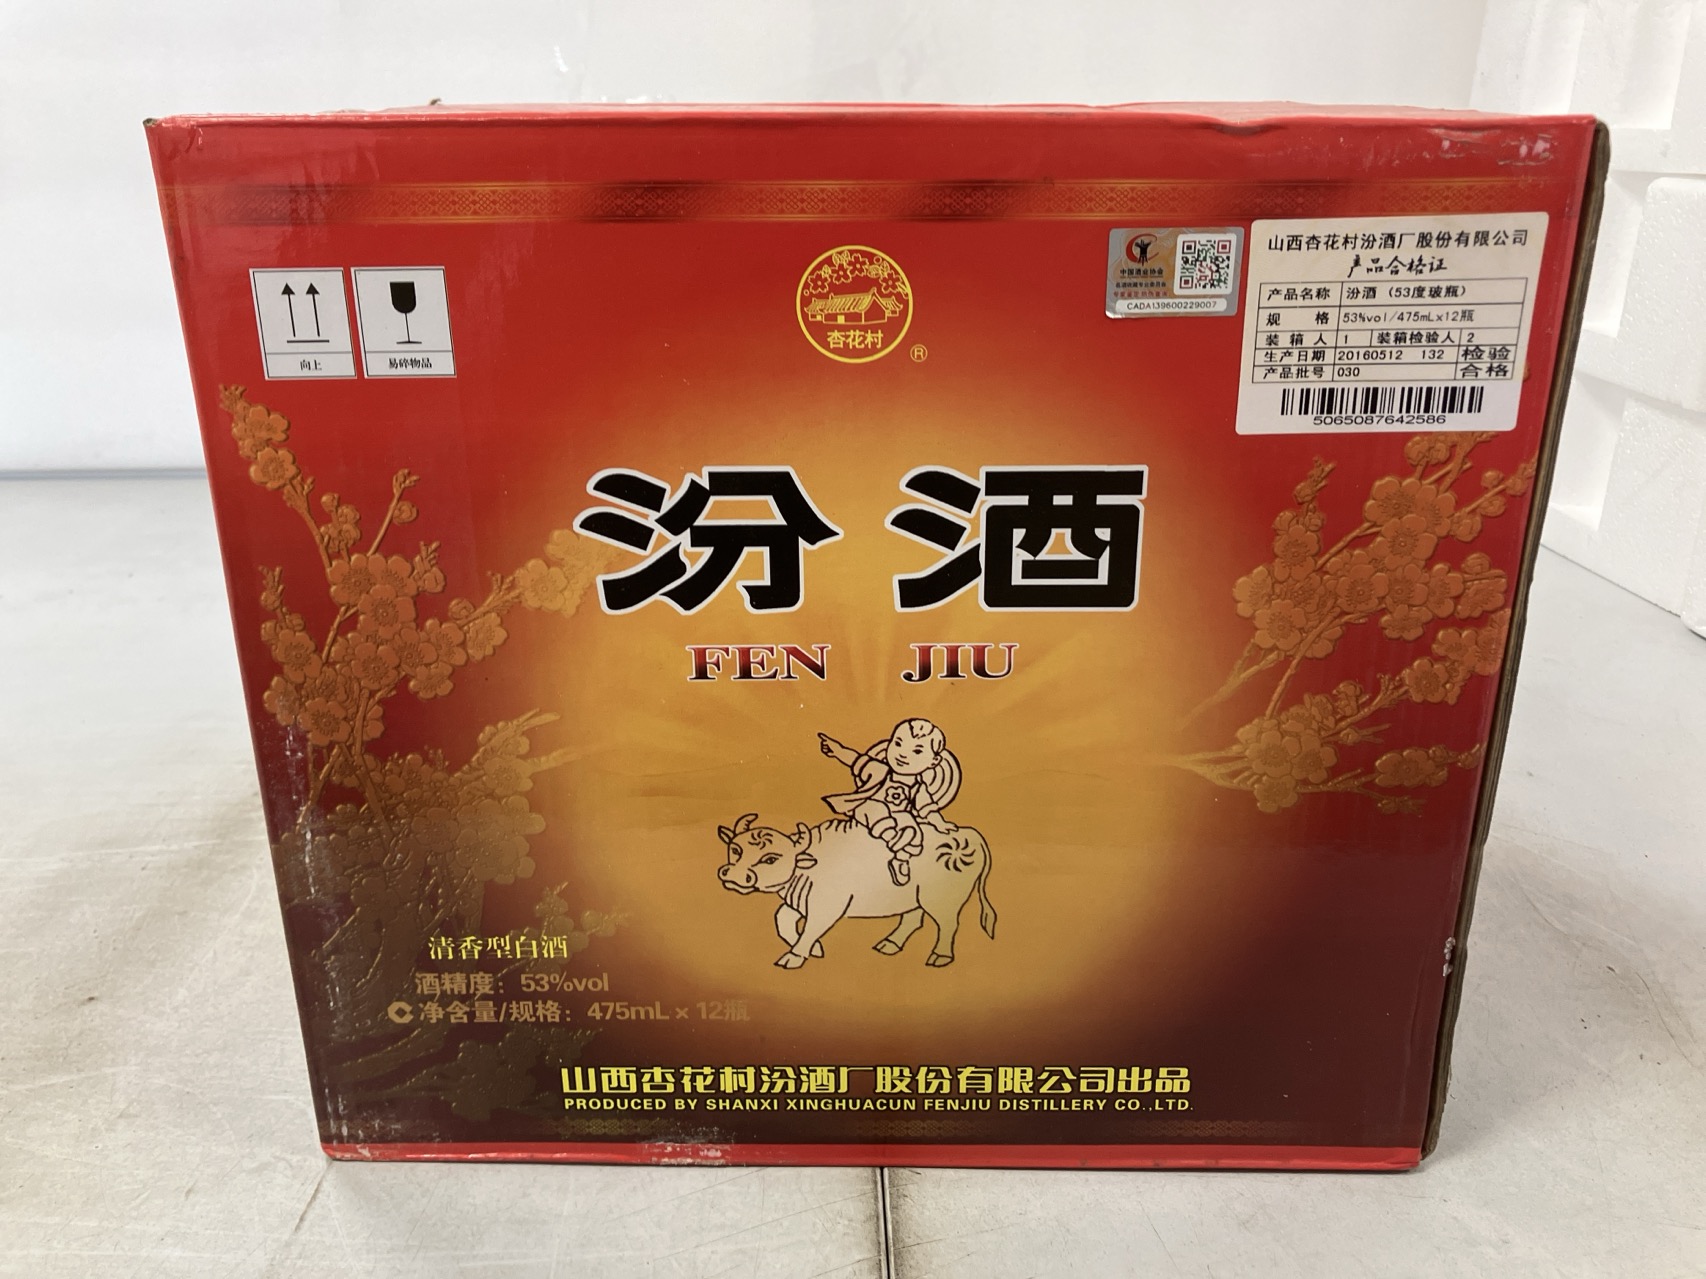 向上
易碎物品
杏花村
®
中国酒业协会
CADA139600229007
山西杏花村汾酒厂股份有限公司
产品合格证
产品名称 汾酒（53度玻瓶）
规 格 53%vol/475mL×12瓶
装箱人 1 装箱检验人 2
生产日期 20160512 132 检验
产品批号 030 合格
5065087642586
汾酒
FEN JIU
清香型白酒
酒精度：53%vol
净含量/规格：475mL×12瓶
山西杏花村汾酒厂股份有限公司出品
PRODUCED BY SHANXI XINGHUACUN FENJIU DISTILLERY CO.,LTD.